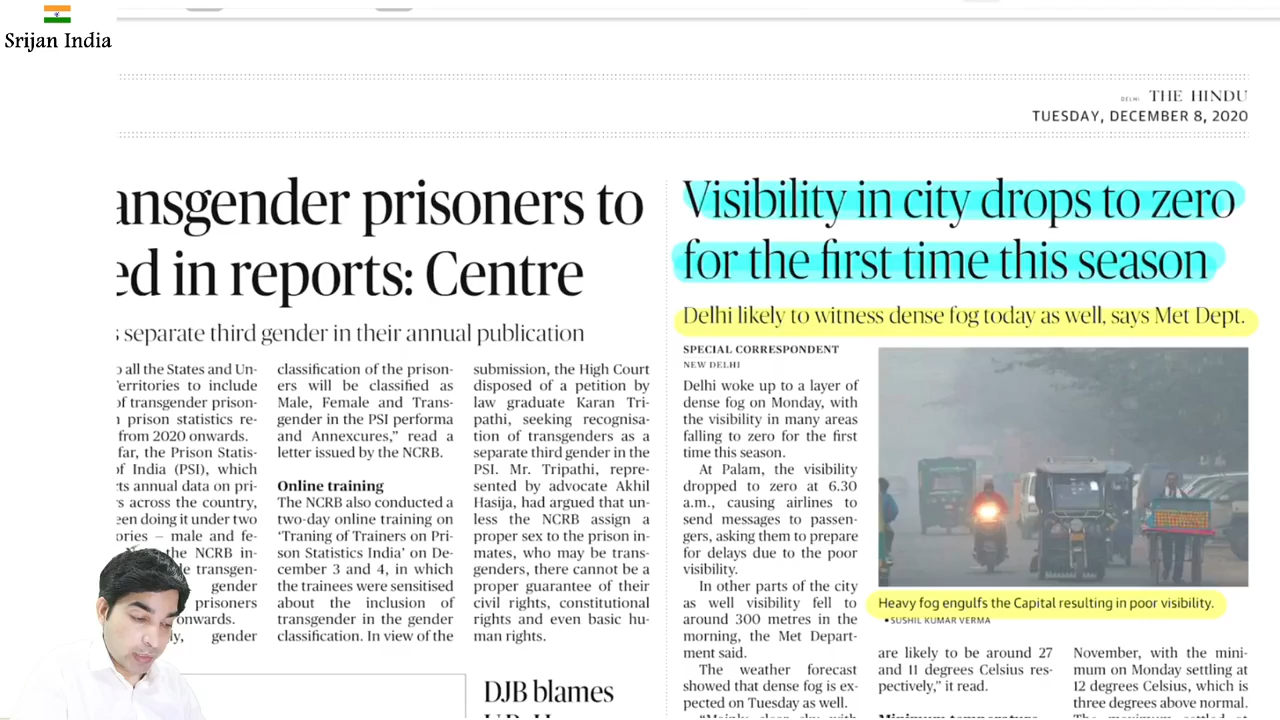 Srijan India
DELHI THE HINDU
TUESDAY, DECEMBER 8, 2020
ansgender prisoners to
ed in reports: Centre
s separate third gender in their annual publication
o all the States and Un-
erritories to include
of transgender prison-
n prison statistics re-
from 2020 onwards.
far, the Prison Statis-
of India (PSI), which
ts annual data on pri-
s across the country,
een doing it under two
ories – male and fe-
the NCRB in-
le transgen-
gender
prisoners
onwards.
ly, gender
classification of the prison-
ers will be classified as
Male, Female and Trans-
gender in the PSI performa
and Annexcures,” read a
letter issued by the NCRB.
Online training
The NCRB also conducted a
two-day online training on
‘Traning of Trainers on Pri-
son Statistics India’ on De-
cember 3 and 4, in which
the trainees were sensitised
about the inclusion of
transgender in the gender
classification. In view of the
submission, the High Court
disposed of a petition by
law graduate Karan Tri-
pathi, seeking recognisa-
tion of transgenders as a
separate third gender in the
PSI. Mr. Tripathi, repre-
sented by advocate Akhil
Hasija, had argued that un-
less the NCRB assign a
proper sex to the prison in-
mates, who may be trans-
genders, there cannot be a
proper guarantee of their
civil rights, constitutional
rights and even basic hu-
man rights.
DJB blames
Visibility in city drops to zero
for the first time this season
Delhi likely to witness dense fog today as well, says Met Dept.
SPECIAL CORRESPONDENT
NEW DELHI
Delhi woke up to a layer of
dense fog on Monday, with
the visibility in many areas
falling to zero for the first
time this season.
At Palam, the visibility
dropped to zero at 6.30
a.m., causing airlines to
send messages to passen-
gers, asking them to prepare
for delays due to the poor
visibility.
In other parts of the city
as well visibility fell to
around 300 metres in the
morning, the Met Depart-
ment said.
The weather forecast
showed that dense fog is ex-
pected on Tuesday as well.
“Mainly clear sky with
Heavy fog engulfs the Capital resulting in poor visibility.
▪ SUSHIL KUMAR VERMA
are likely to be around 27
and 11 degrees Celsius res-
pectively,” it read.
Minimum temperature
November, with the mini-
mum on Monday settling at
12 degrees Celsius, which is
three degrees above normal.
The maximum settled at